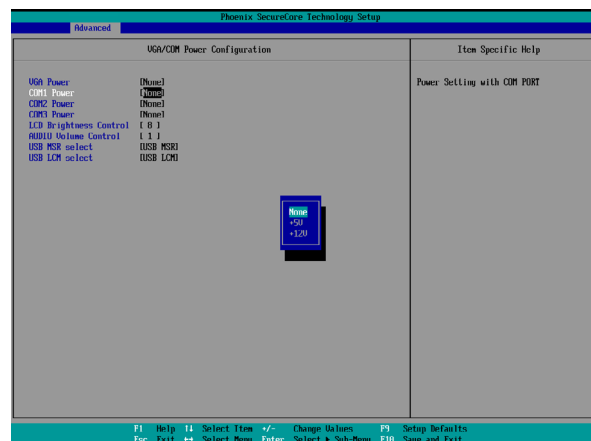 Phoenix SecureCore Technology Setup
Advanced
VGA/COM Power Configuration
Item Specific Help
VGA Power [None]
COM1 Power [None]
COM2 Power [None]
COM3 Power [None]
LCD Brightness Control [ 8 ]
AUDIO Volume Control [ 1 ]
USB MSR select [USB MSR]
USB LCM select [USB LCM]
Power Setting with COM PORT
None
+5V
+12V
F1 Help ↑↓ Select Item +/- Change Values F9 Setup Defaults
Esc Exit ↔ Select Menu Enter Select ▶ Sub-Menu F10 Save and Exit